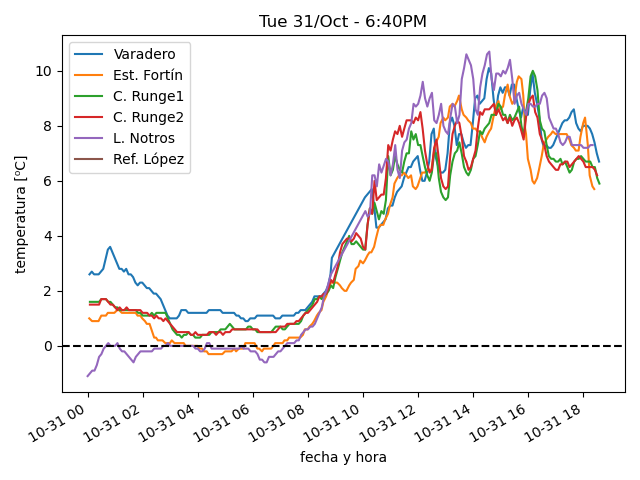 Tue 31/Oct - 6:40PM
Varadero
Est. Fortín
C. Runge1
C. Runge2
L. Notros
Ref. López
temperatura [ºC]
10
8
6
4
2
0
10-31 00
10-31 02
10-31 04
10-31 06
10-31 08
10-31 10
10-31 12
10-31 14
10-31 16
10-31 18
fecha y hora